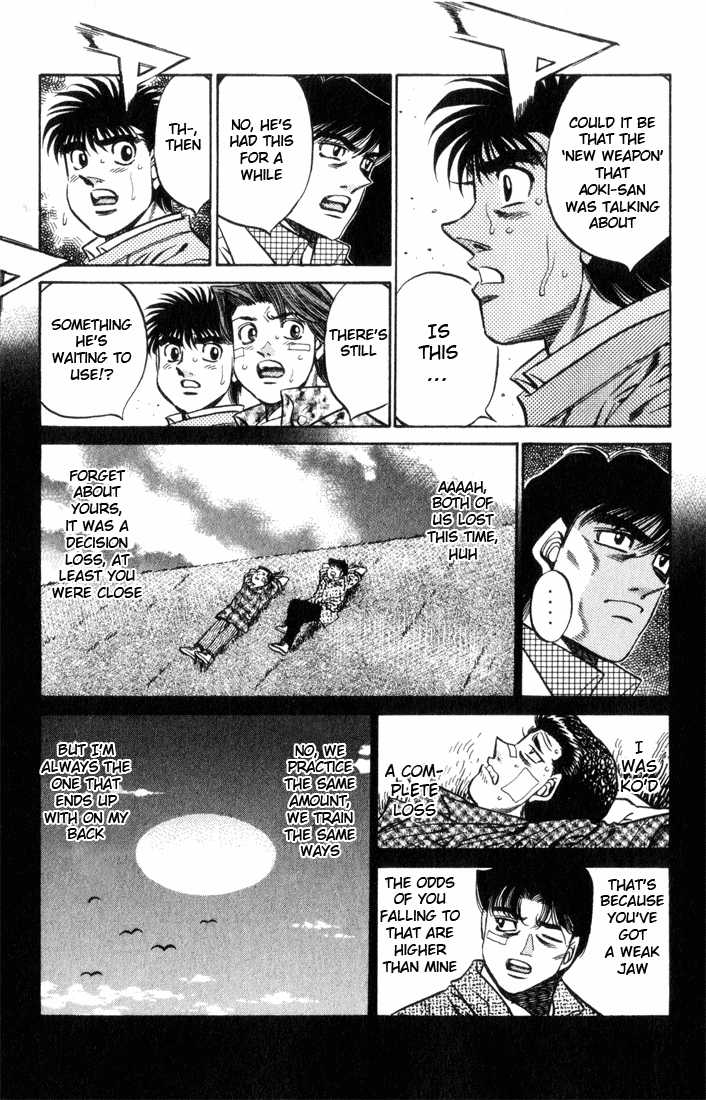 COULD IT BE
THAT THE
'NEW WEAPON'
THAT
AOKI-SAN
WAS TALKING
ABOUT
IS
THIS
...
NO, HE'S
HAD THIS
FOR A
WHILE
TH-,
THEN
THERE'S
STILL
SOMETHING
HE'S
WAITING TO
USE!?
....
AAAAH,
BOTH OF
US LOST
THIS TIME,
HUH
FORGET
ABOUT
YOURS,
IT WAS A
DECISION
LOSS, AT
LEAST YOU
WERE CLOSE
I
WAS
KO'D
A COM-
PLETE
LOSS
THAT'S
BECAUSE
YOU'VE
GOT
A WEAK
JAW
THE ODDS
OF YOU
FALLING TO
THAT ARE
HIGHER
THAN MINE
NO, WE
PRACTICE
THE SAME
AMOUNT,
WE TRAIN
THE SAME
WAYS
BUT I'M
ALWAYS THE
ONE THAT
ENDS UP
WITH ON MY
BACK